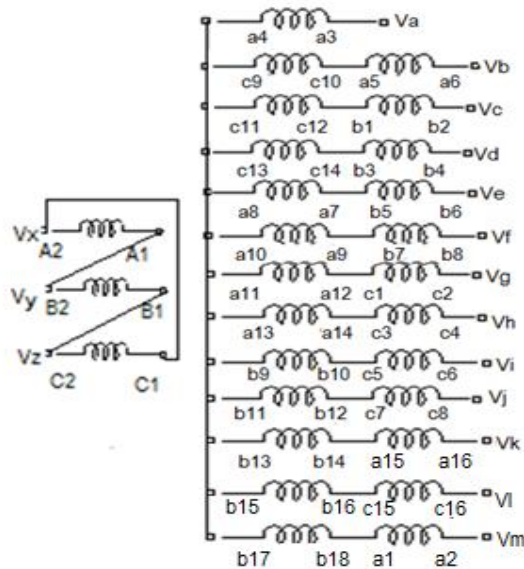 a4 a3 Va
c9 c10 a5 a6 Vb
c11 c12 b1 b2 Vc
c13 c14 b3 b4 Vd
a8 a7 b5 b6 Ve
a10 a9 b7 b8 Vf
a11 a12 c1 c2 Vg
a13 a14 c3 c4 Vh
b9 b10 c5 c6 Vi
b11 b12 c7 c8 Vj
b13 b14 a15 a16 Vk
b15 b16 c15 c16 Vl
b17 b18 a1 a2 Vm
Vx A2 A1
Vy B2 B1
Vz C2 C1